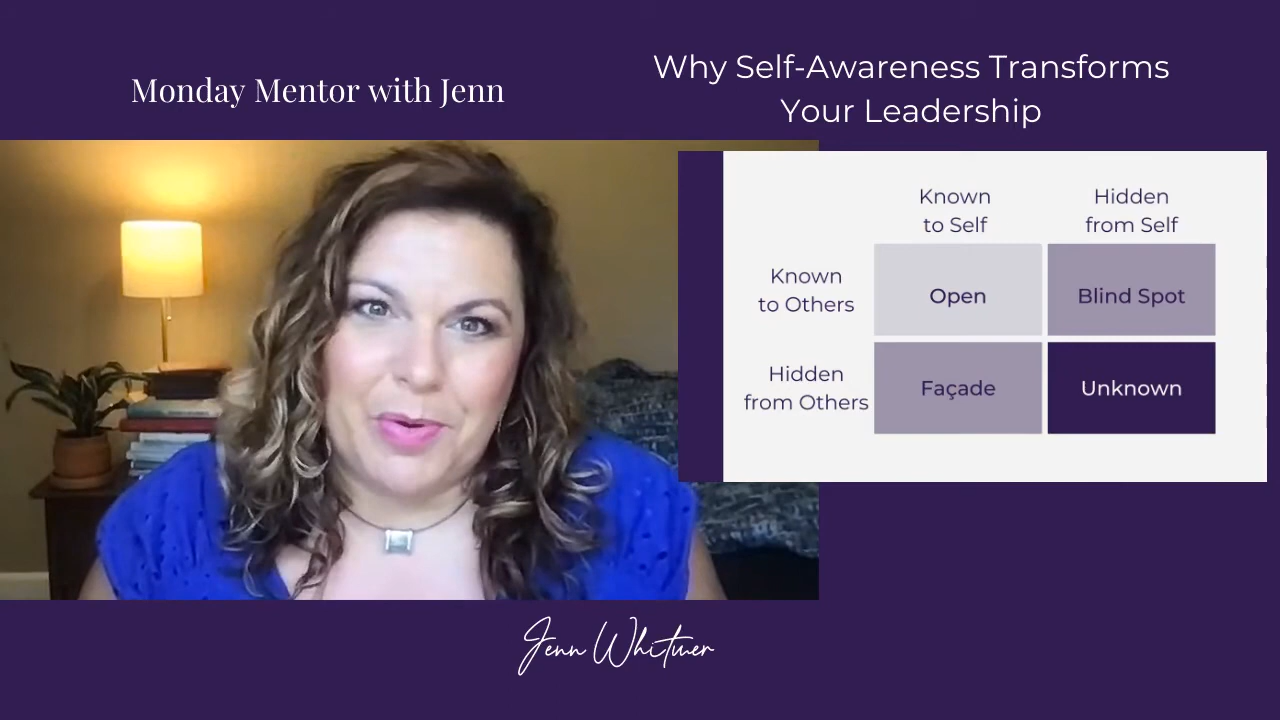 Monday Mentor with Jenn
Why Self-Awareness Transforms
Your Leadership
Known
to Self
Hidden
from Self
Known
to Others
Open
Blind Spot
Hidden
from Others
Façade
Unknown
Jenn Whitmer